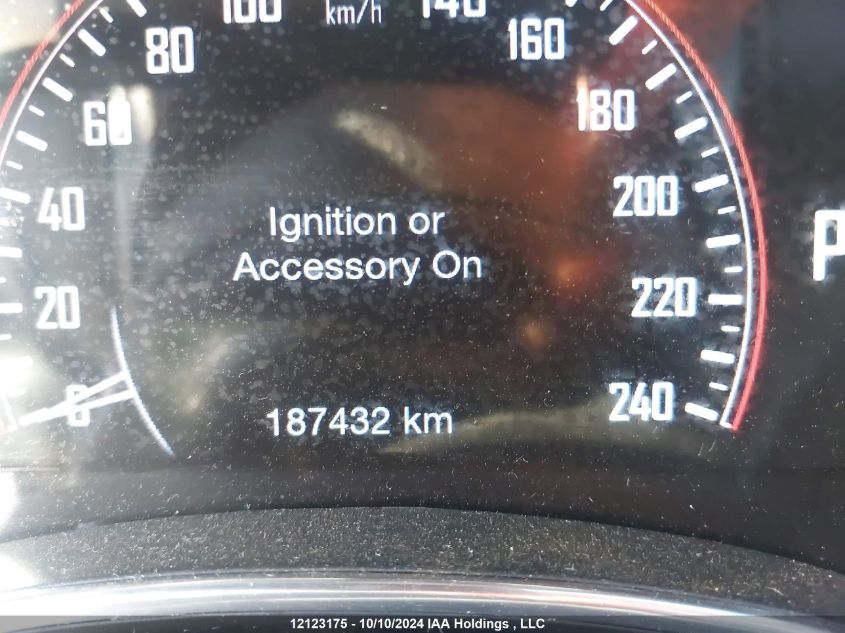 100 km/h 140
80 160
60 180
40 200
Ignition or
Accessory On
P
20 220
0 240
187432 km
12123175 - 10/10/2024 IAA Holdings , LLC